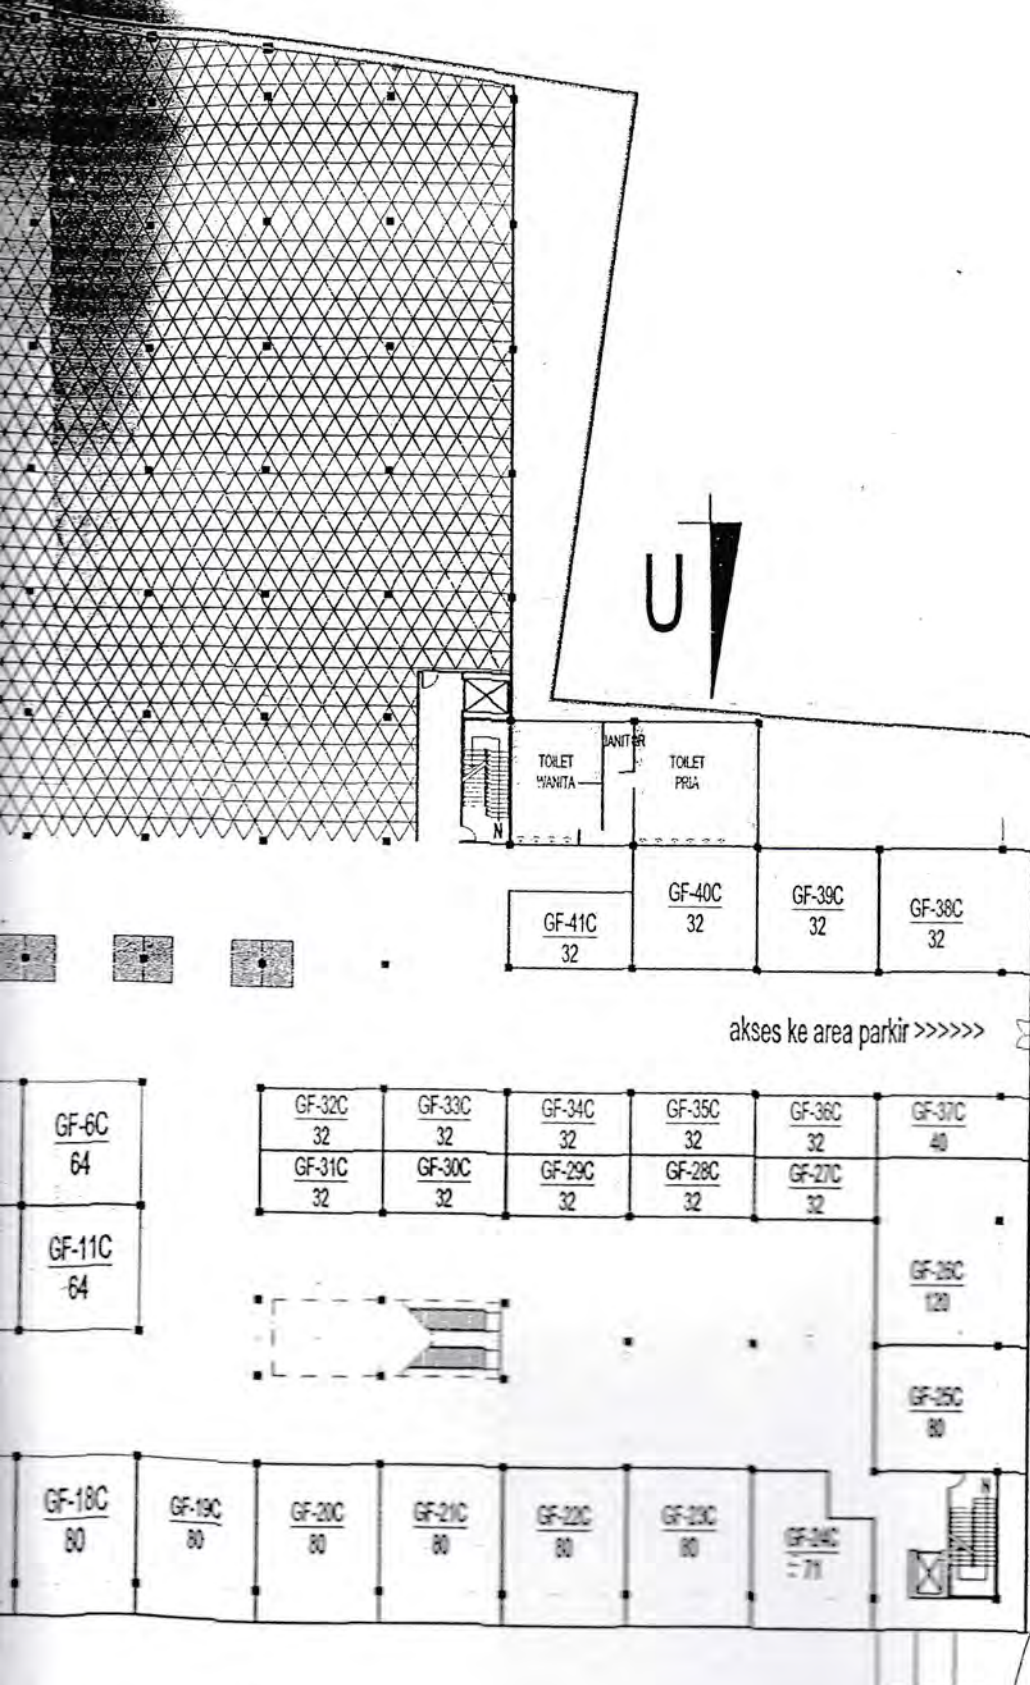 U
TOILET
WANITA
JANITOR
TOILET
PRIA
N
GF-41C
32
GF-40C
32
GF-39C
32
GF-38C
32
akses ke area parkir >>>>>>
GF-6C
64
GF-11C
64
GF-32C
32
GF-33C
32
GF-34C
32
GF-35C
32
GF-36C
32
GF-37C
40
GF-31C
32
GF-30C
32
GF-29C
32
GF-28C
32
GF-27C
32
GF-26C
120
GF-25C
80
GF-18C
80
GF-19C
80
GF-20C
80
GF-21C
80
GF-22C
80
GF-23C
80
GF-24C
71
N